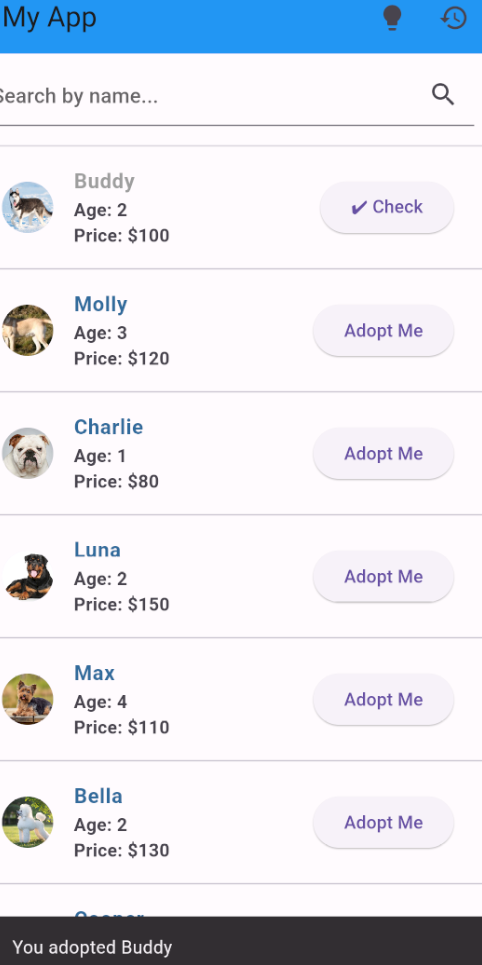 My App
Search by name...
Buddy
Age: 2
Price: $100
✔ Check
Molly
Age: 3
Price: $120
Adopt Me
Charlie
Age: 1
Price: $80
Adopt Me
Luna
Age: 2
Price: $150
Adopt Me
Max
Age: 4
Price: $110
Adopt Me
Bella
Age: 2
Price: $130
Adopt Me
You adopted Buddy